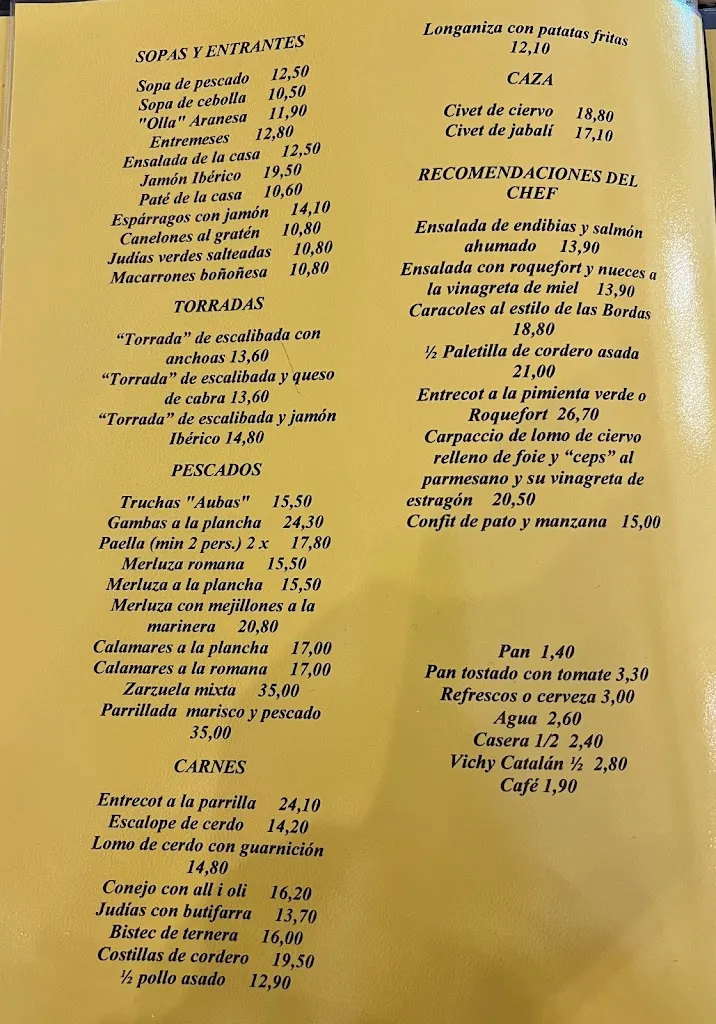 SOPAS Y ENTRANTES
Sopa de pescado 12,50
Sopa de cebolla 10,50
"Olla" Aranesa 11,90
Entremeses 12,80
Ensalada de la casa 12,50
Jamón Ibérico 19,50
Paté de la casa 10,60
Espárragos con jamón 14,10
Canelones al gratén 10,80
Judías verdes salteadas 10,80
Macarrones boñoñesa 10,80
TORRADAS
“Torrada” de escalibada con
anchoas 13,60
“Torrada” de escalibada y queso
de cabra 13,60
“Torrada” de escalibada y jamón
Ibérico 14,80
PESCADOS
Truchas "Aubas" 15,50
Gambas a la plancha 24,30
Paella (min 2 pers.) 2 x 17,80
Merluza romana 15,50
Merluza a la plancha 15,50
Merluza con mejillones a la
marinera 20,80
Calamares a la plancha 17,00
Calamares a la romana 17,00
Zarzuela mixta 35,00
Parrillada marisco y pescado
35,00
CARNES
Entrecot a la parrilla 24,10
Escalope de cerdo 14,20
Lomo de cerdo con guarnición
14,80
Conejo con all i oli 16,20
Judías con butifarra 13,70
Bistec de ternera 16,00
Costillas de cordero 19,50
½ pollo asado 12,90
Longaniza con patatas fritas
12,10
CAZA
Civet de ciervo 18,80
Civet de jabalí 17,10
RECOMENDACIONES DEL
CHEF
Ensalada de endibias y salmón
ahumado 13,90
Ensalada con roquefort y nueces a
la vinagreta de miel 13,90
Caracoles al estilo de las Bordas
18,80
½ Paletilla de cordero asada
21,00
Entrecot a la pimienta verde o
Roquefort 26,70
Carpaccio de lomo de ciervo
relleno de foie y “ceps” al
parmesano y su vinagreta de
estragón 20,50
Confit de pato y manzana 15,00
Pan 1,40
Pan tostado con tomate 3,30
Refrescos o cerveza 3,00
Agua 2,60
Casera 1/2 2,40
Vichy Catalán ½ 2,80
Café 1,90